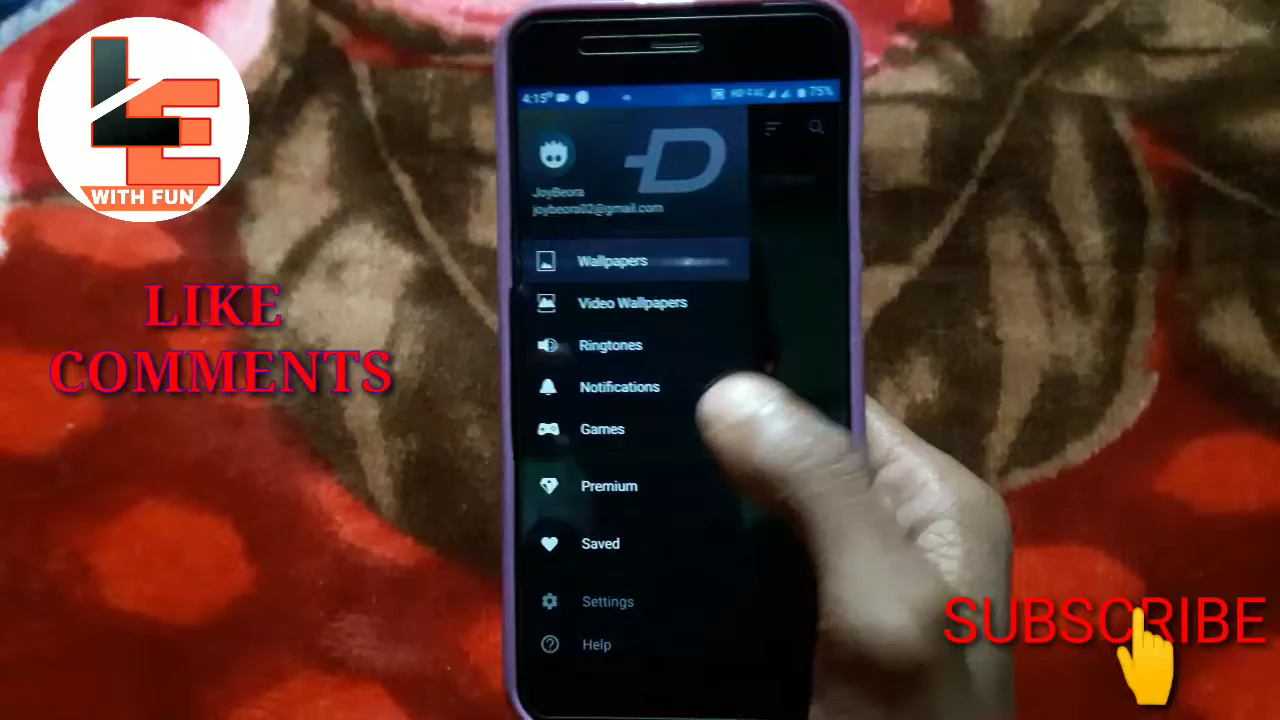 LE
WITH FUN
LIKE
COMMENTS
4:15
75%
JoyBeora
joybeora02@gmail.com
Wallpapers
Video Wallpapers
Ringtones
Notifications
Games
Premium
Saved
Settings
Help
SUBSCRIBE